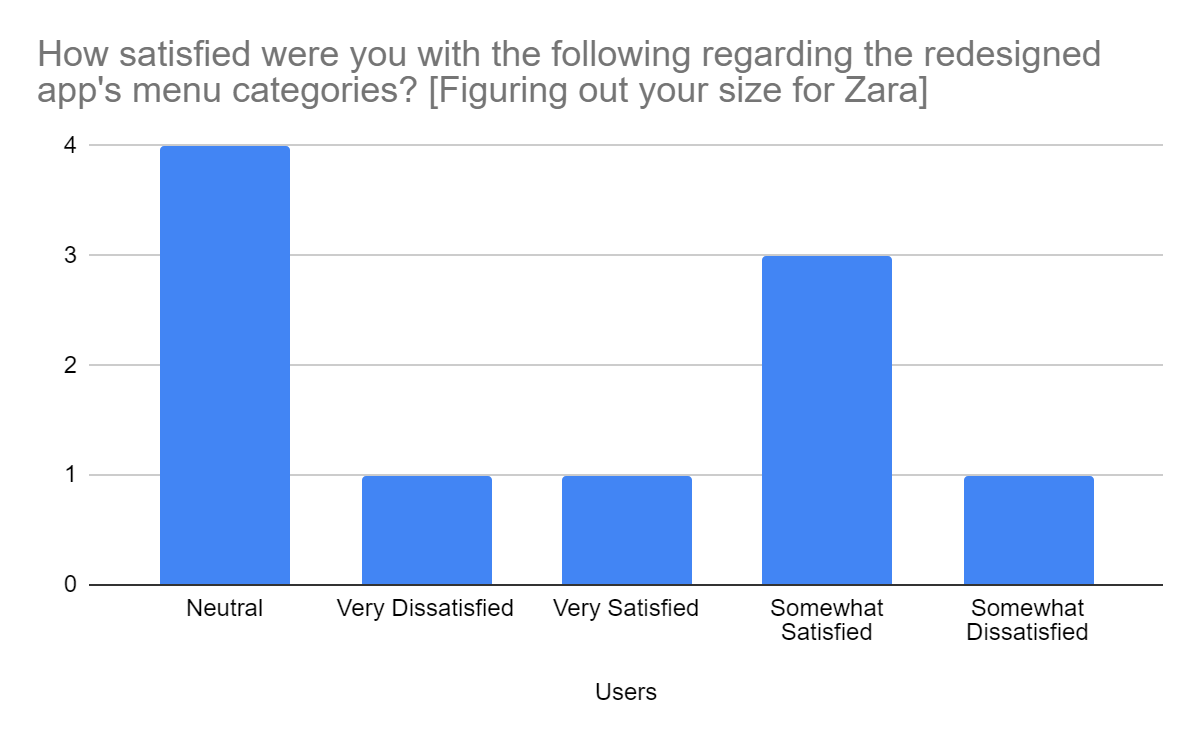 How satisfied were you with the following regarding the redesigned
app's menu categories? [Figuring out your size for Zara]
4
3
2
1
0
Neutral
Very Dissatisfied
Very Satisfied
Somewhat
Satisfied
Somewhat
Dissatisfied
Users